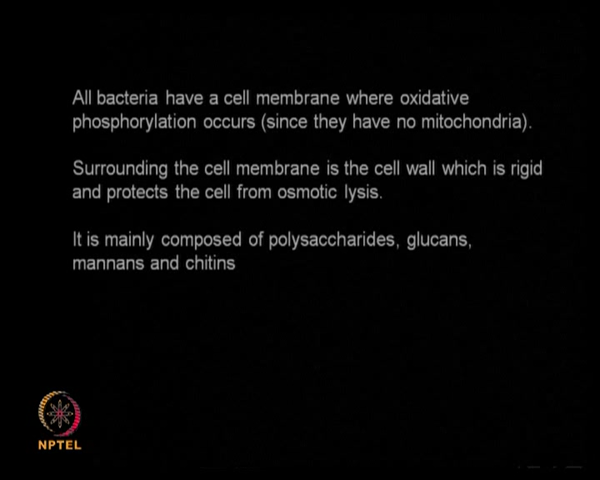 All bacteria have a cell membrane where oxidative
phosphorylation occurs (since they have no mitochondria).
Surrounding the cell membrane is the cell wall which is rigid
and protects the cell from osmotic lysis.
It is mainly composed of polysaccharides, glucans,
mannans and chitins
NPTEL